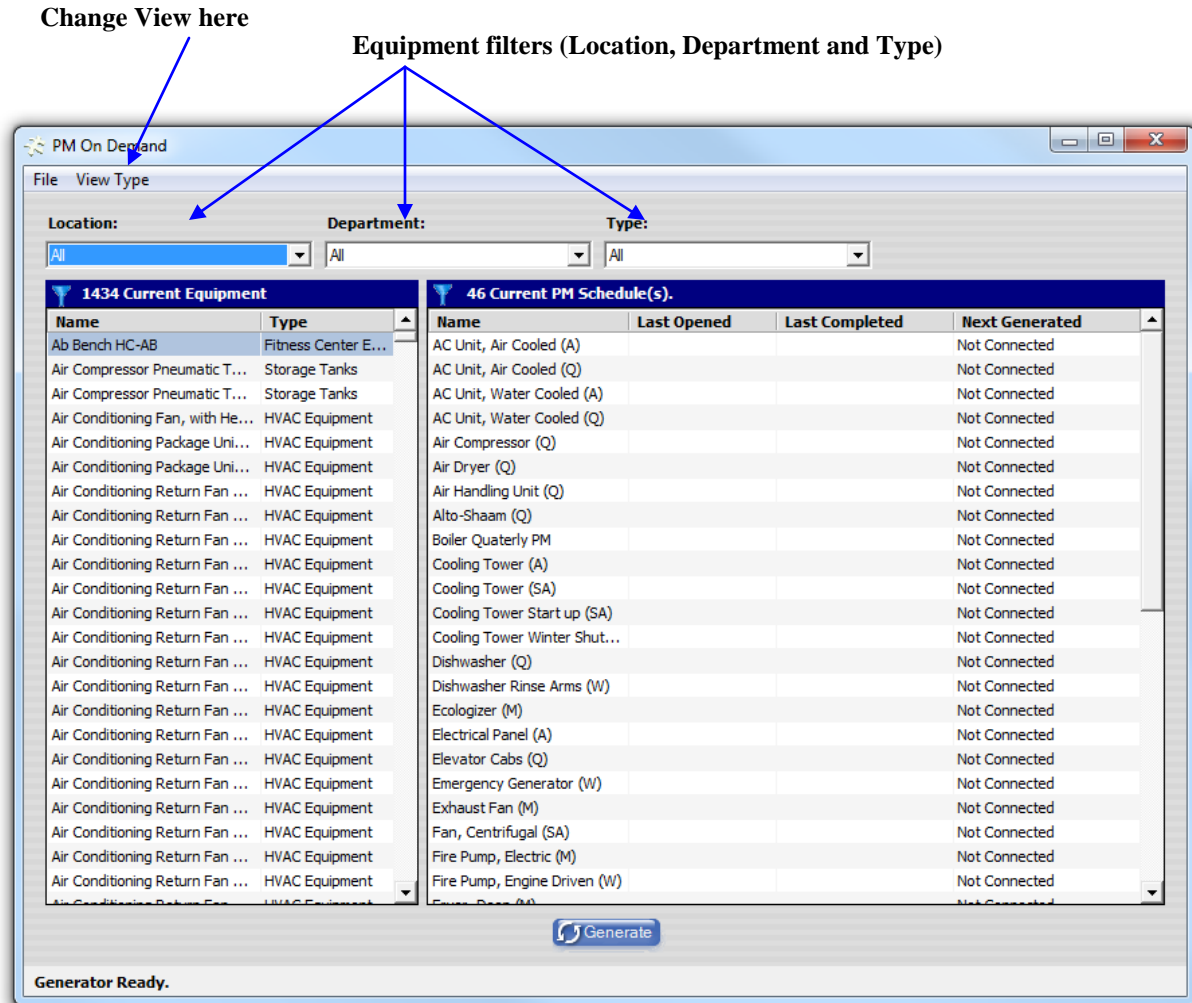 Change View here
Equipment filters (Location, Department and Type)
PM On Demand
File View Type
Location: Department: Type:
All All All
1434 Current Equipment 46 Current PM Schedule(s).
Name Type Name Last Opened Last Completed Next Generated
Ab Bench HC-AB Fitness Center E... AC Unit, Air Cooled (A) Not Connected
Air Compressor Pneumatic T... Storage Tanks AC Unit, Air Cooled (Q) Not Connected
Air Compressor Pneumatic T... Storage Tanks AC Unit, Water Cooled (A) Not Connected
Air Conditioning Fan, with He... HVAC Equipment AC Unit, Water Cooled (Q) Not Connected
Air Conditioning Package Uni... HVAC Equipment Air Compressor (Q) Not Connected
Air Conditioning Package Uni... HVAC Equipment Air Dryer (Q) Not Connected
Air Conditioning Return Fan ... HVAC Equipment Air Handling Unit (Q) Not Connected
Air Conditioning Return Fan ... HVAC Equipment Alto-Shaam (Q) Not Connected
Air Conditioning Return Fan ... HVAC Equipment Boiler Quaterly PM Not Connected
Air Conditioning Return Fan ... HVAC Equipment Cooling Tower (A) Not Connected
Air Conditioning Return Fan ... HVAC Equipment Cooling Tower (SA) Not Connected
Air Conditioning Return Fan ... HVAC Equipment Cooling Tower Start up (SA) Not Connected
Air Conditioning Return Fan ... HVAC Equipment Cooling Tower Winter Shut... Not Connected
Air Conditioning Return Fan ... HVAC Equipment Dishwasher (Q) Not Connected
Air Conditioning Return Fan ... HVAC Equipment Dishwasher Rinse Arms (W) Not Connected
Air Conditioning Return Fan ... HVAC Equipment Ecologizer (M) Not Connected
Air Conditioning Return Fan ... HVAC Equipment Electrical Panel (A) Not Connected
Air Conditioning Return Fan ... HVAC Equipment Elevator Cabs (Q) Not Connected
Air Conditioning Return Fan ... HVAC Equipment Emergency Generator (W) Not Connected
Air Conditioning Return Fan ... HVAC Equipment Exhaust Fan (M) Not Connected
Air Conditioning Return Fan ... HVAC Equipment Fan, Centrifugal (SA) Not Connected
Air Conditioning Return Fan ... HVAC Equipment Fire Pump, Electric (M) Not Connected
Air Conditioning Return Fan ... HVAC Equipment Fire Pump, Engine Driven (W) Not Connected
Generate
Generator Ready.